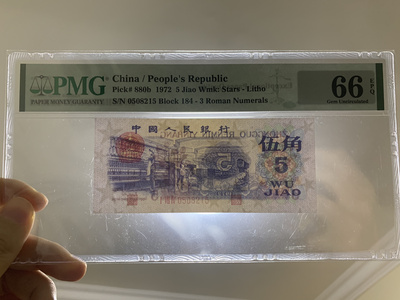 PMG
PAPER MONEY GUARANTY
China / People's Republic
Pick# 880b 1972 5 Jiao Wmk: Stars - Litho
S/N 0508215 Block 184 - 3 Roman Numerals
66 EPQ
Gem Uncirculated
中国人民银行
伍角
5
WU
JIAO
0508215